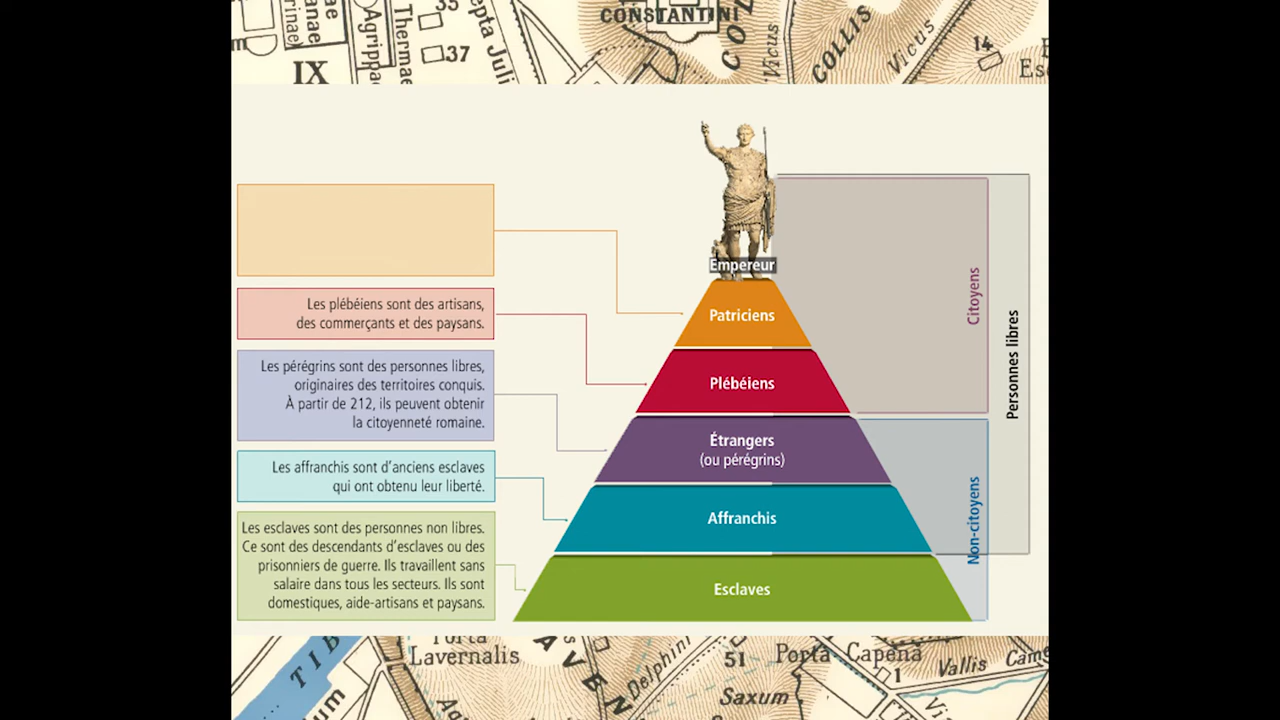 CONSTANTINI
Agrippae
Thermae
35
37
IX
Vicus
COLLIS
Vicus
14
Empereur
Patriciens
Les plébéiens sont des artisans,
des commerçants et des paysans.
Plébéiens
Les pérégrins sont des personnes libres,
originaires des territoires conquis.
À partir de 212, ils peuvent obtenir
la citoyenneté romaine.
Étrangers
(ou pérégrins)
Les affranchis sont d'anciens esclaves
qui ont obtenu leur liberté.
Affranchis
Les esclaves sont des personnes non libres.
Ce sont des descendants d'esclaves ou des
prisonniers de guerre. Ils travaillent sans
salaire dans tous les secteurs. Ils sont
domestiques, aide-artisans et paysans.
Esclaves
Citoyens
Non-citoyens
Personnes libres
TIB
Porta
Lavernalis
AVEN
Delphini
51
Porta Capena
1
Vallis Came
Saxum